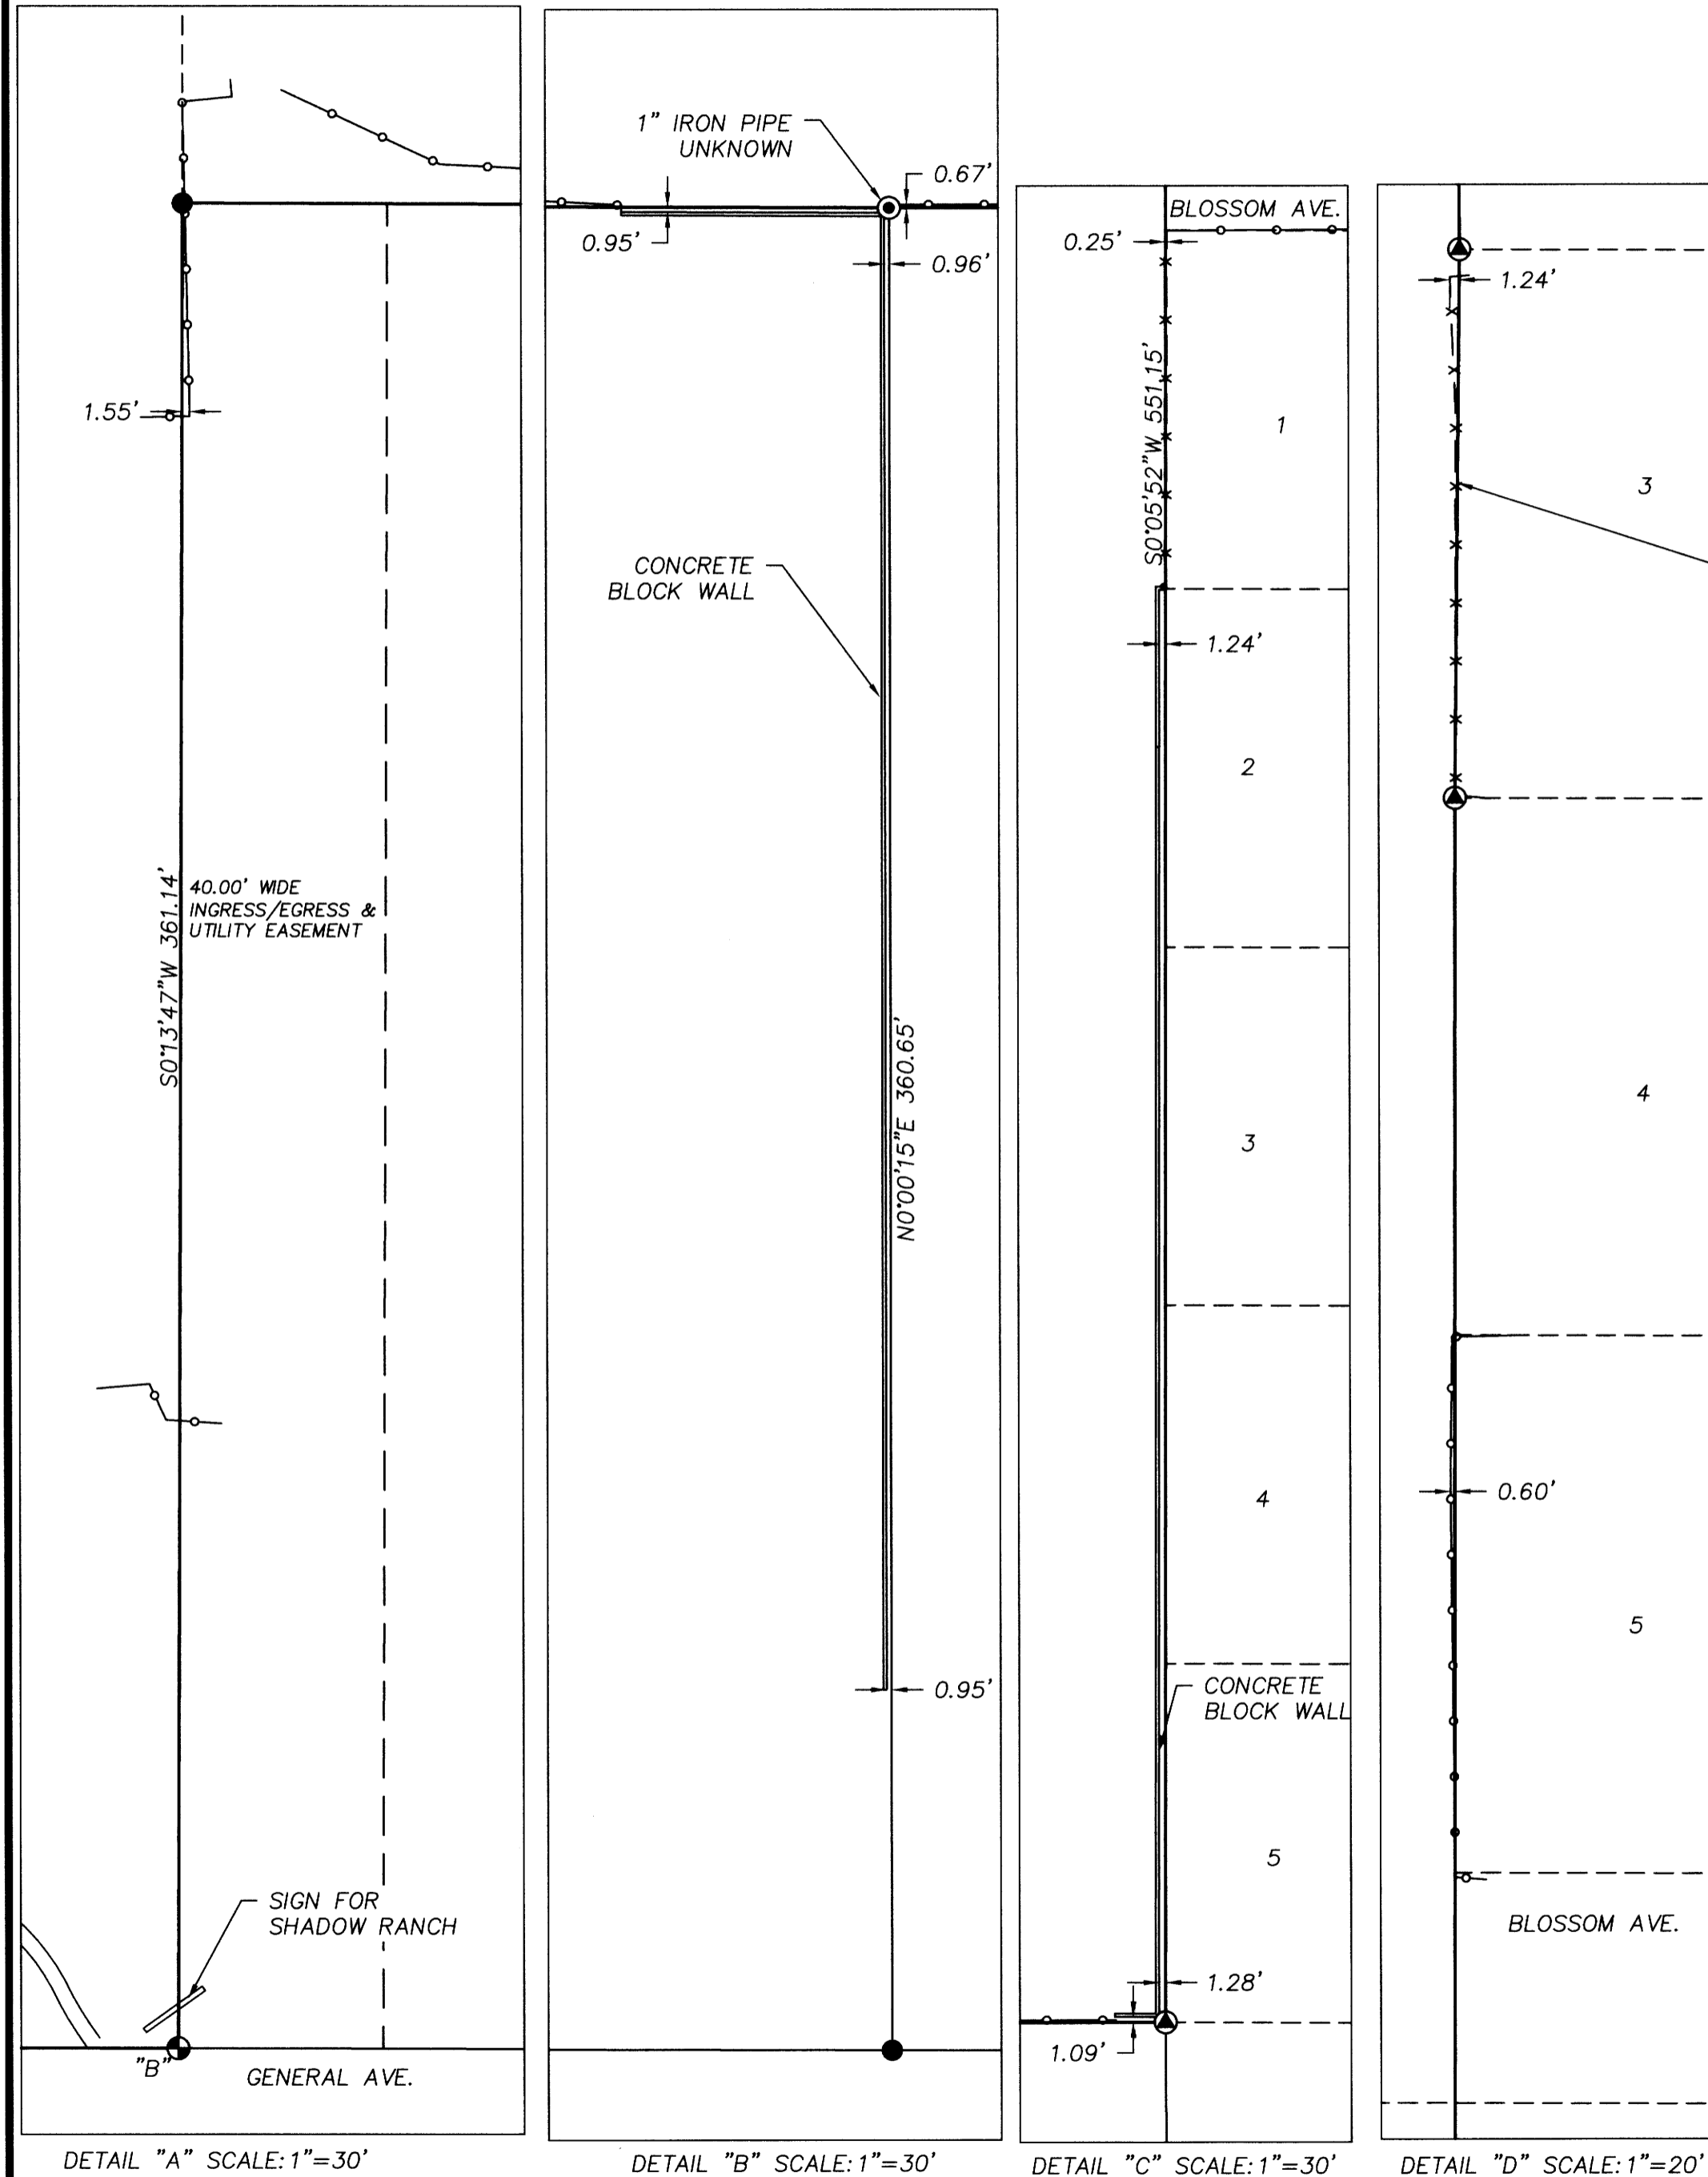 1.55'
S0°13'47"W 361.14'
40.00' WIDE
INGRESS/EGRESS &
UTILITY EASEMENT
SIGN FOR
SHADOW RANCH
"B"
GENERAL AVE.
DETAIL "A" SCALE: 1"=30'
1" IRON PIPE
UNKNOWN
0.67'
0.95'
0.96'
CONCRETE
BLOCK WALL
N0°00'15"E 360.65'
0.95'
DETAIL "B" SCALE: 1"=30'
BLOSSOM AVE.
0.25'
S0°05'52"W 551.15'
1
1.24'
2
3
4
CONCRETE
BLOCK WALL
5
1.28'
1.09'
DETAIL "C" SCALE: 1"=30'
1.24'
3
4
0.60'
5
BLOSSOM AVE.
DETAIL "D" SCALE: 1"=20'